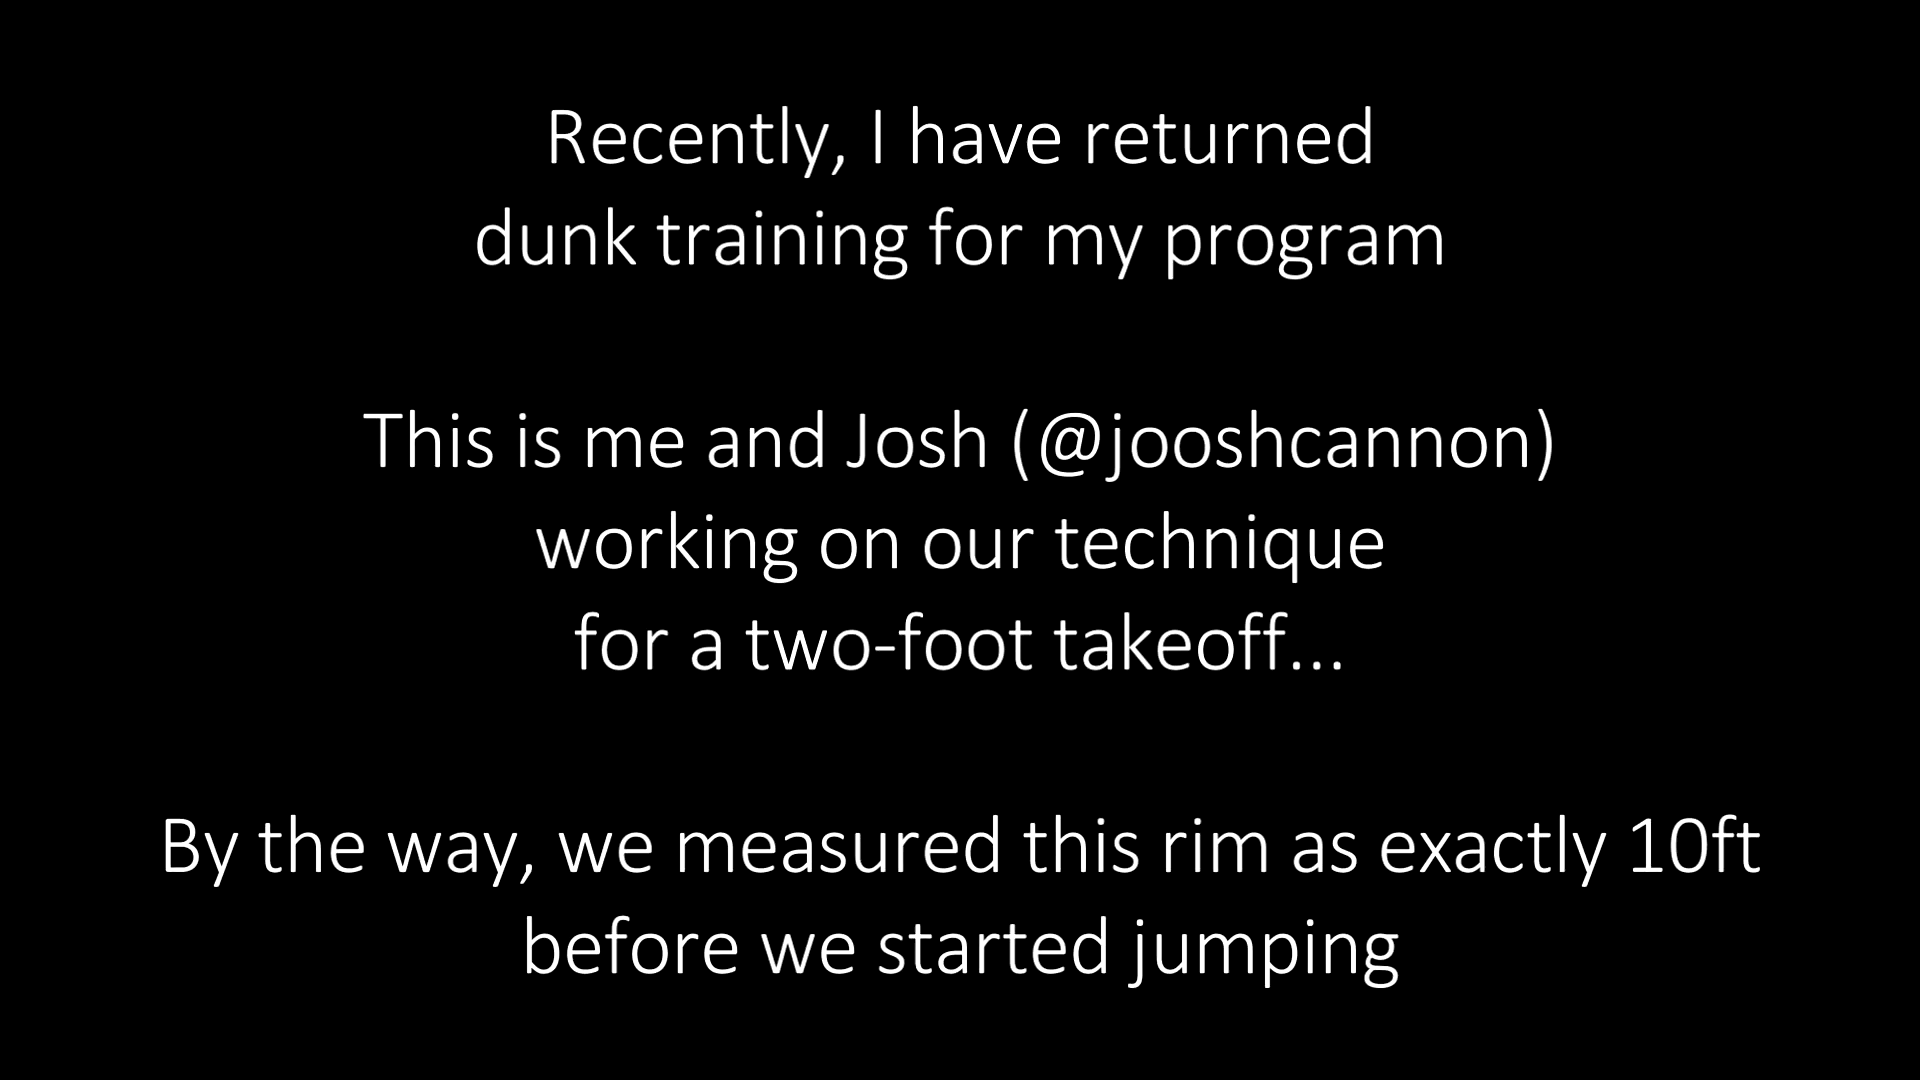 Recently, I have returned
dunk training for my program
This is me and Josh (@jooshcannon)
working on our technique
for a two-foot takeoff...
By the way, we measured this rim as exactly 10ft
before we started jumping